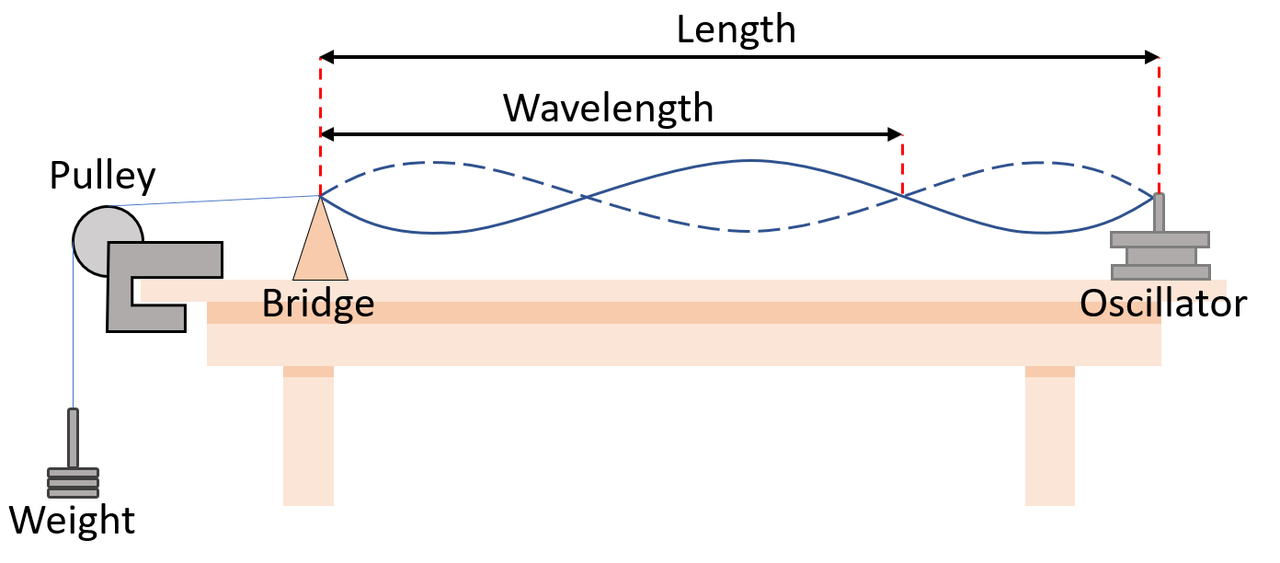 Length
Wavelength
Pulley
Bridge
Oscillator
Weight